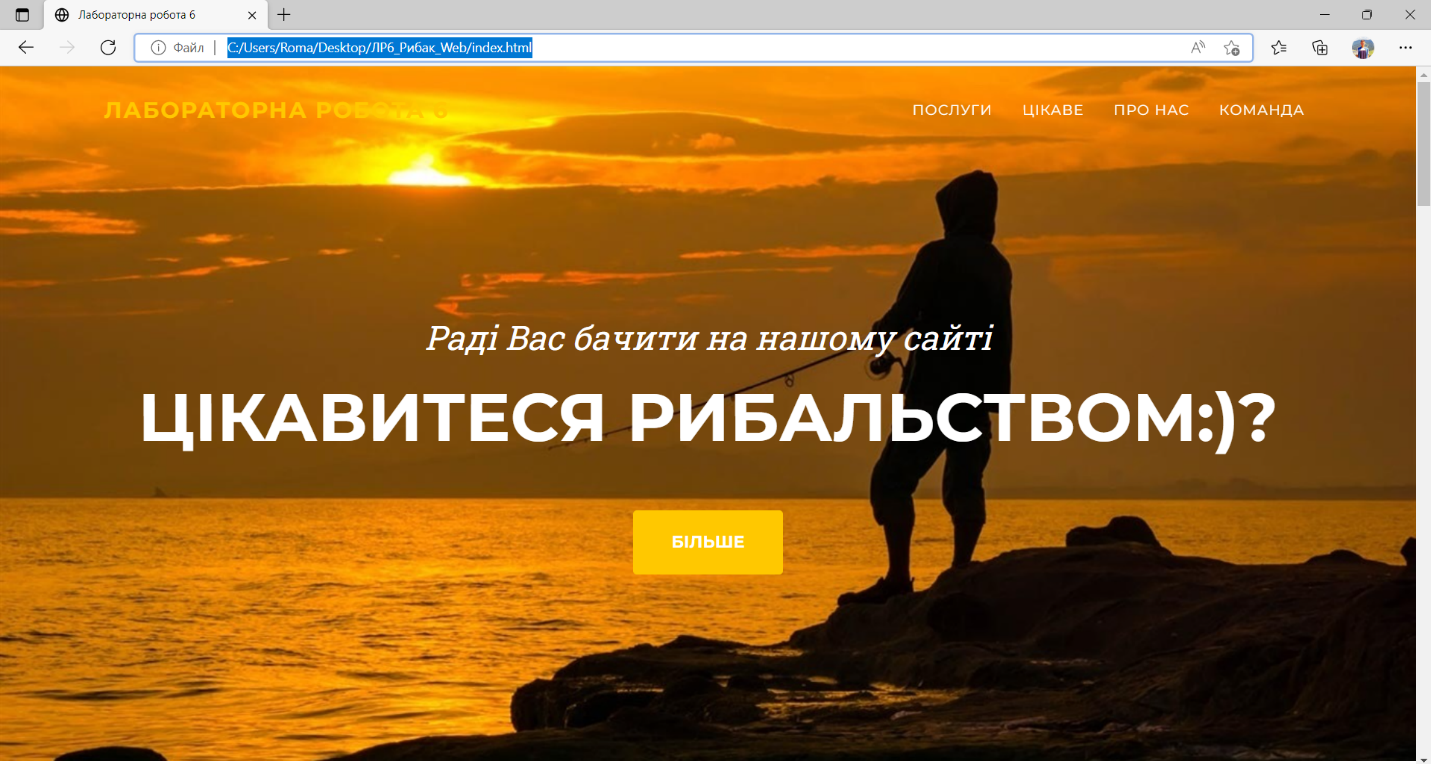 Лабораторна робота 6
Файл
C:/Users/Roma/Desktop/ЛР6_Рибак_Web/index.html
ЛАБОРАТОРНА РОБОТА 6
ПОСЛУГИ ЦІКАВЕ ПРО НАС КОМАНДА
Раді Вас бачити на нашому сайті
ЦІКАВИТЕСЯ РИБАЛЬСТВОМ:)?
БІЛЬШЕ